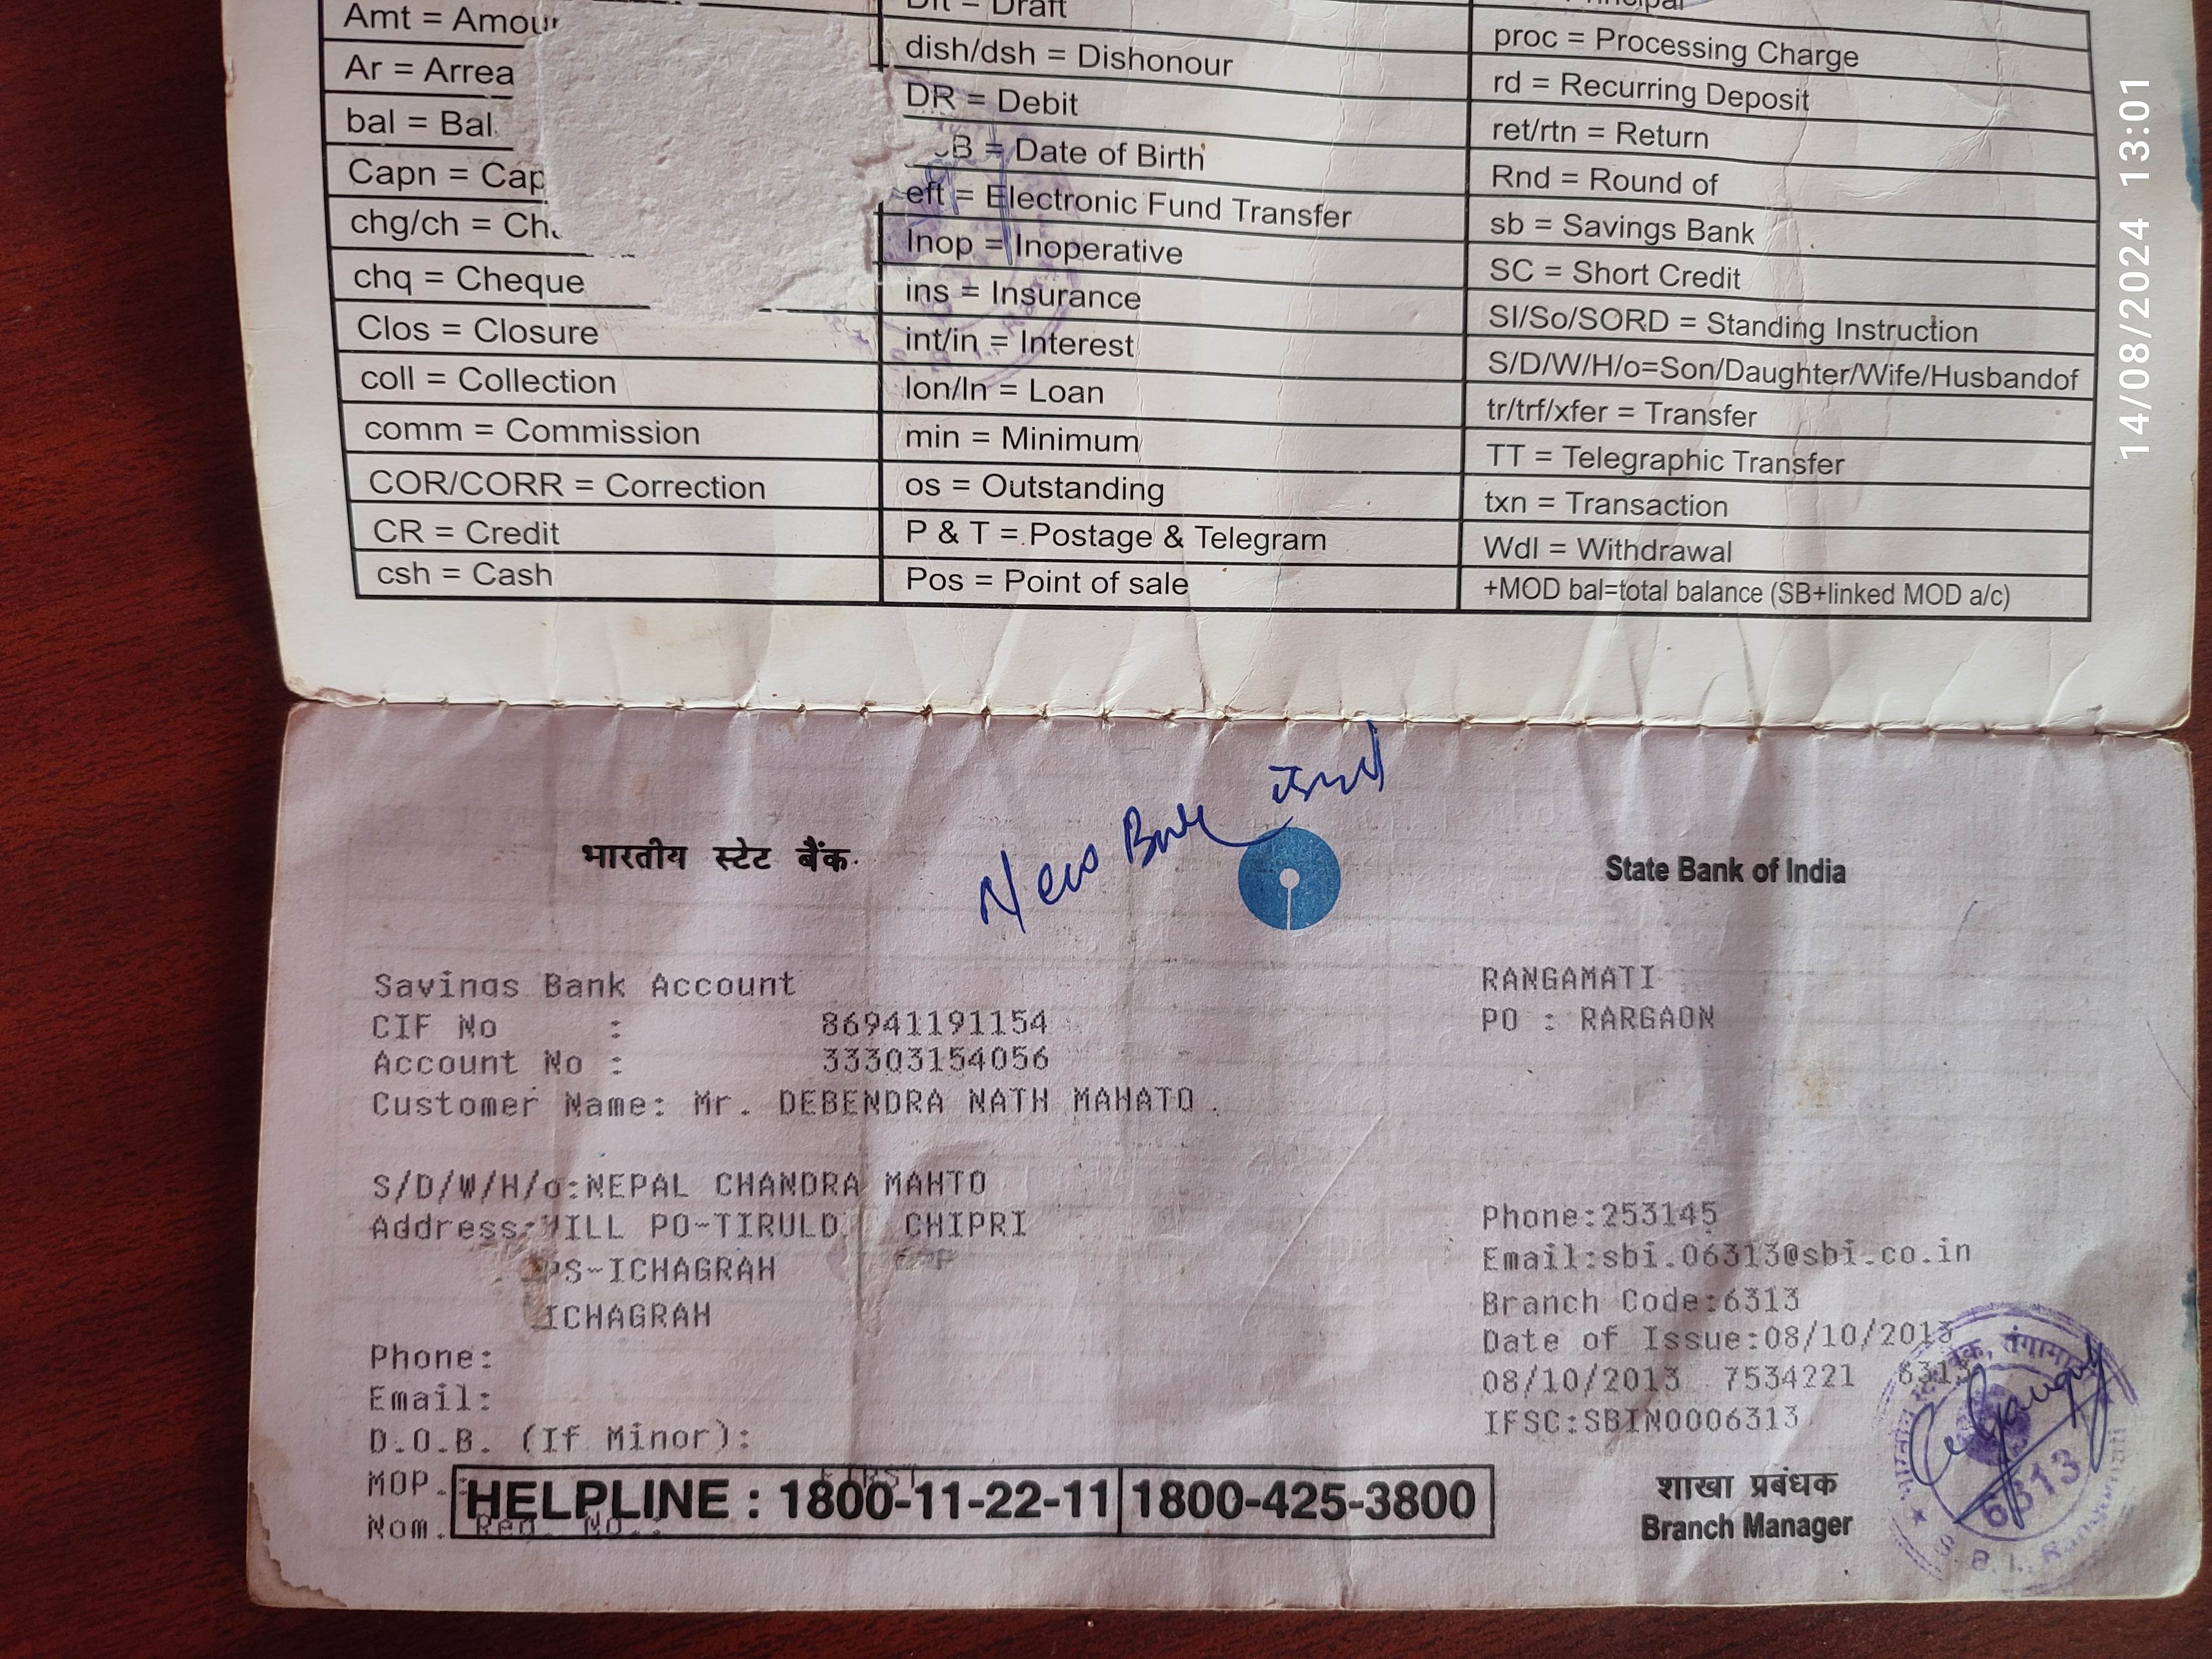 Amt = Amou
Ar = Arrea
bal = Bal
Capn = Cap
chg/ch = Ch
chq = Cheque
Clos = Closure
coll = Collection
comm = Commission
COR/CORR = Correction
CR = Credit
csh = Cash
Draft
dish/dsh = Dishonour
DR = Debit
B = Date of Birth
eft = Electronic Fund Transfer
Inop = Inoperative
ins = Insurance
int/in = Interest
lon/ln = Loan
min = Minimum
os = Outstanding
P & T = Postage & Telegram
Pos = Point of sale
proc = Processing Charge
rd = Recurring Deposit
ret/rtn = Return
Rnd = Round of
sb = Savings Bank
SC = Short Credit
SI/So/SORD = Standing Instruction
S/D/W/H/o=Son/Daughter/Wife/Husbandof
tr/trf/xfer = Transfer
TT = Telegraphic Transfer
txn = Transaction
Wdl = Withdrawal
+MOD bal=total balance (SB+linked MOD a/c)
14/08/2024 13:01
New
भारतीय स्टेट बैंक
State Bank of India
Savings Bank Account
CIF No : 86941191154
Account No : 33303154056
Customer Name: Mr. DEBENDRA NATH MAHATO
S/D/W/H/o:NEPAL CHANDRA MAHTO
Address:VILL PO-TIRULD CHIPRI
PS-ICHAGRAH
ICHAGRAH
Phone:
Email:
D.O.B. (If Minor):
MOP.
Nom. Reg. No.:
HELPLINE : 1800-11-22-11 1800-425-3800
RANGAMATI
PO : RARGAON
Phone:253145
Email:sbi.06313@sbi.co.in
Branch Code:6313
Date of Issue:08/10/2013
08/10/2013 7534221 6313
IFSC:SBIN0006313
शाखा प्रबंधक
Branch Manager
6313